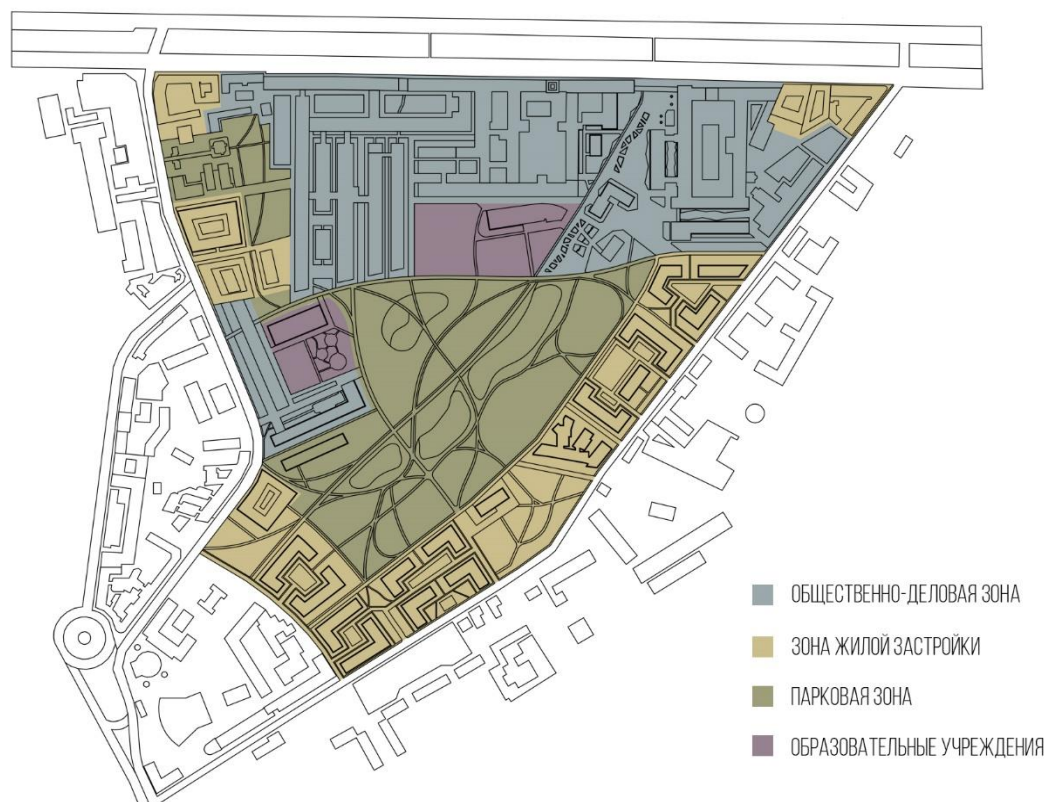 ОБЩЕСТВЕННО-ДЕЛОВАЯ ЗОНА
ЗОНА ЖИЛОЙ ЗАСТРОЙКИ
ПАРКОВАЯ ЗОНА
ОБРАЗОВАТЕЛЬНЫЕ УЧРЕЖДЕНИЯ